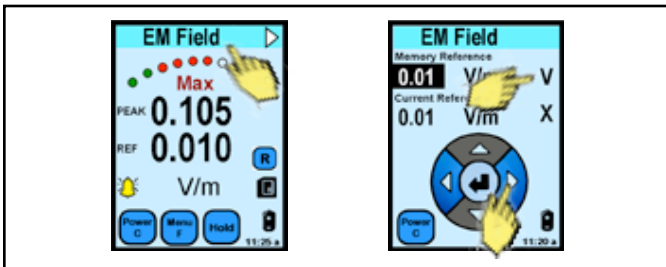 EM Field
Max
PEAK 0.105
REF 0.010
R
V/m
Power C
Menu F
Hold
11:25 a
EM Field
Memory Reference
0.01 V/m V
Current Refere
0.01 V/m X
Power C
11:20 a